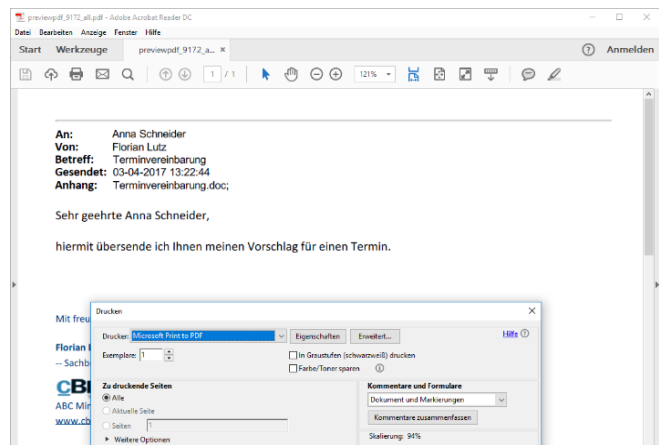 previewpdf_9172_all.pdf - Adobe Acrobat Reader DC
Datei Bearbeiten Anzeige Fenster Hilfe
Start Werkzeuge previewpdf_9172_a... × Anmelden
1 / 1 121%
An: Anna Schneider
Von: Florian Lutz
Betreff: Terminvereinbarung
Gesendet: 03-04-2017 13:22:44
Anhang: Terminvereinbarung.doc;
Sehr geehrte Anna Schneider,
hiermit übersende ich Ihnen meinen Vorschlag für einen Termin.
Mit freu
Florian
-- Sachb
ABC Mi
www.cb
Drucken
Drucker: Microsoft Print to PDF Eigenschaften Erweitert... Hilfe
Exemplare: 1 In Graustufen (schwarzweiß) drucken
Farbe/Toner sparen
Zu druckende Seiten Kommentare und Formulare
Alle Dokument und Markierungen
Aktuelle Seite
Kommentare zusammenfassen
Seiten 1
Weitere Optionen Skalierung: 94%